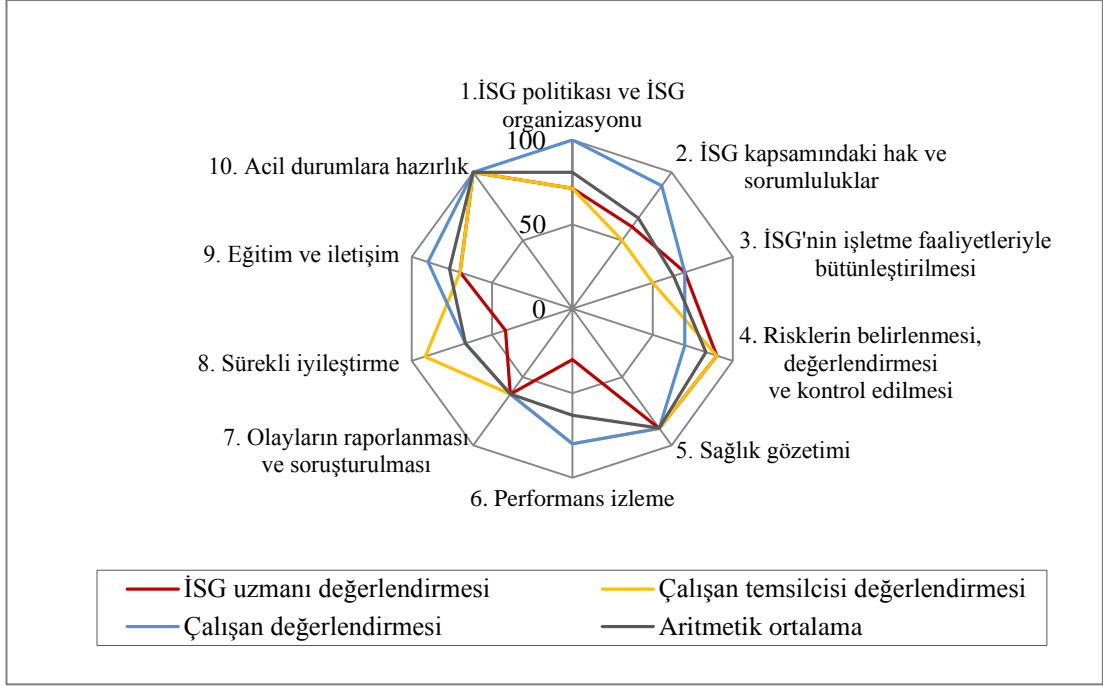 1.İSG politikası ve İSG
organizasyonu
100
50
0
2. İSG kapsamındaki hak ve
sorumluluklar
3. İSG'nin işletme faaliyetleriyle
bütünleştirilmesi
4. Risklerin belirlenmesi,
değerlendirmesi
ve kontrol edilmesi
5. Sağlık gözetimi
6. Performans izleme
7. Olayların raporlanması
ve soruşturulması
8. Sürekli iyileştirme
9. Eğitim ve iletişim
10. Acil durumlara hazırlık
İSG uzmanı değerlendirmesi
Çalışan temsilcisi değerlendirmesi
Çalışan değerlendirmesi
Aritmetik ortalama